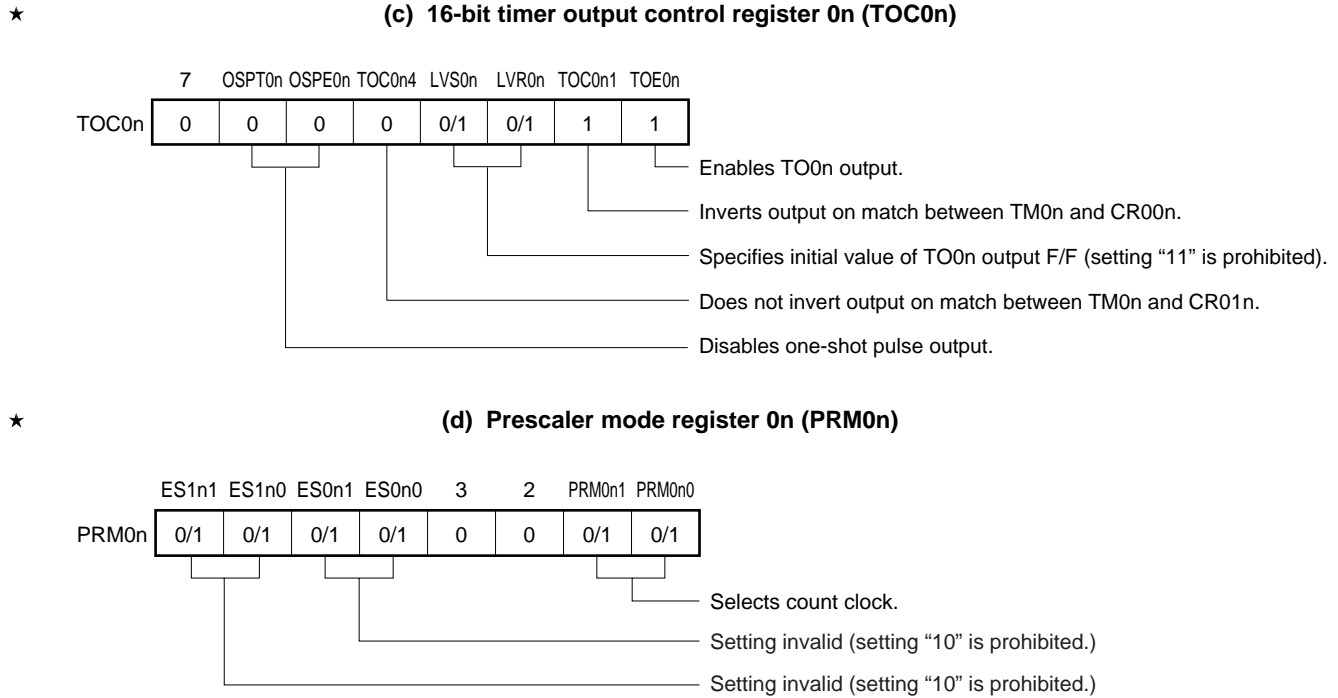 ★ (c) 16-bit timer output control register 0n (TOC0n)
7 OSPT0n OSPE0n TOC0n4 LVS0n LVR0n TOC0n1 TOE0n
TOC0n 0 0 0 0 0/1 0/1 1 1
Enables TO0n output.
Inverts output on match between TM0n and CR00n.
Specifies initial value of TO0n output F/F (setting “11” is prohibited).
Does not invert output on match between TM0n and CR01n.
Disables one-shot pulse output.
★ (d) Prescaler mode register 0n (PRM0n)
ES1n1 ES1n0 ES0n1 ES0n0 3 2 PRM0n1 PRM0n0
PRM0n 0/1 0/1 0/1 0/1 0 0 0/1 0/1
Selects count clock.
Setting invalid (setting “10” is prohibited.)
Setting invalid (setting “10” is prohibited.)